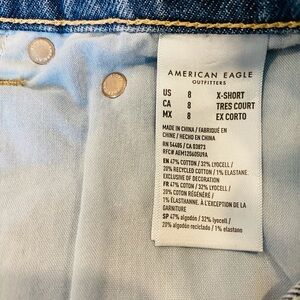 AMERICAN EAGLE
OUTFITTERS
US 8 X-SHORT
CA 8 TRES COURT
MX 8 EX CORTO
MADE IN CHINA / FABRIQUÉ EN
CHINE / HECHO EN CHINA
RN 54485 / CA 03873
RFC# AEM120605U9A
EN 47% COTTON / 32% LYOCELL /
20% RECYCLED COTTON / 1% ELASTANE.
EXCLUSIVE OF DECORATION
FR 47% COTON / 32% LYOCELL /
20% COTON RÉGÉNÉRÉ /
1% ÉLASTHANNE. À L'EXCEPTION DE LA
GARNITURE
SP 47% algodón / 32% lyocell /
20% algodón reciclado / 1% elastano